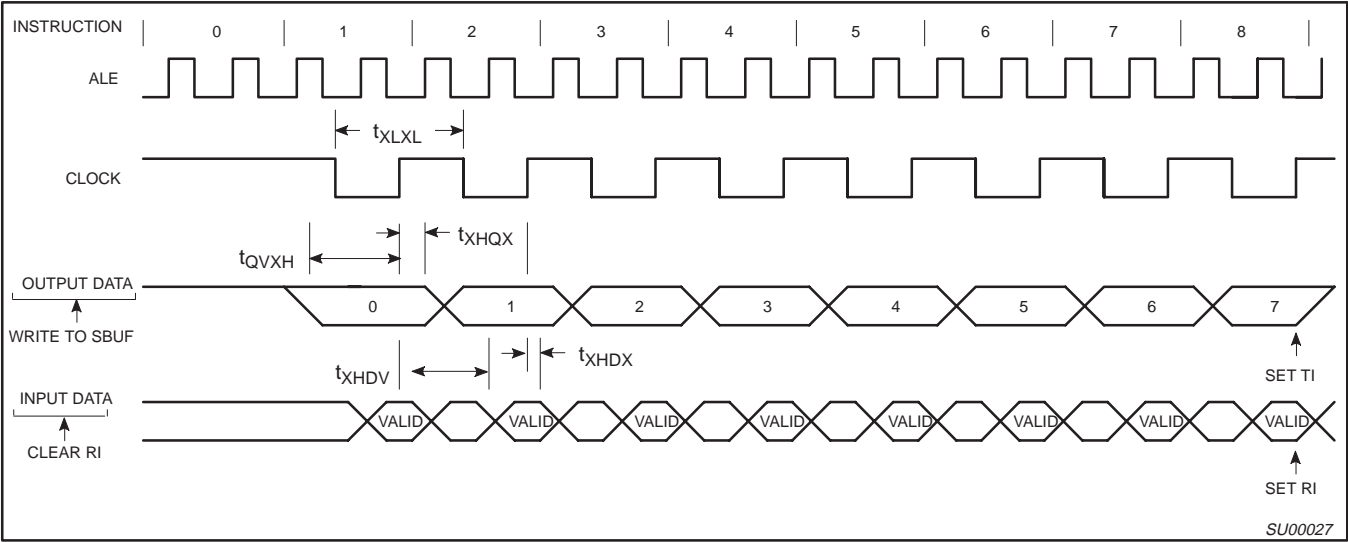 INSTRUCTION 0 1 2 3 4 5 6 7 8
ALE
tXLXL
CLOCK
tXHQX
tQVXH
OUTPUT DATA
0 1 2 3 4 5 6 7
WRITE TO SBUF
tXHDX
tXHDV
SET TI
INPUT DATA
VALID VALID VALID VALID VALID VALID VALID VALID
CLEAR RI
SET RI
SU00027